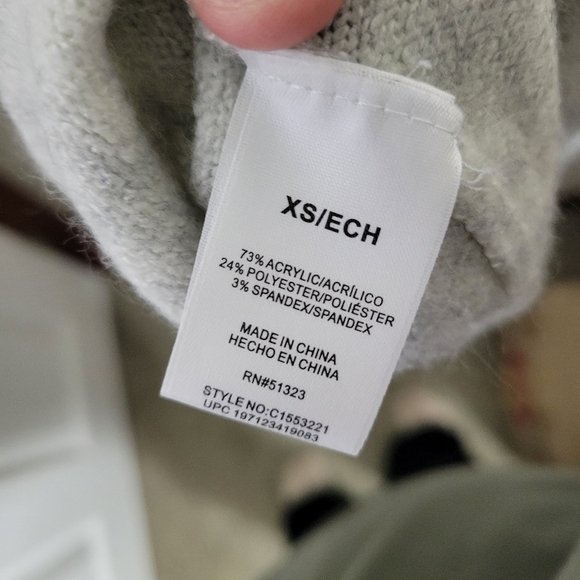 XS/ECH
73% ACRYLIC/ACRÍLICO
24% POLYESTER/POLIÉSTER
3% SPANDEX/SPANDEX
MADE IN CHINA
HECHO EN CHINA
RN#51323
STYLE NO:C1553221
UPC 197123419083